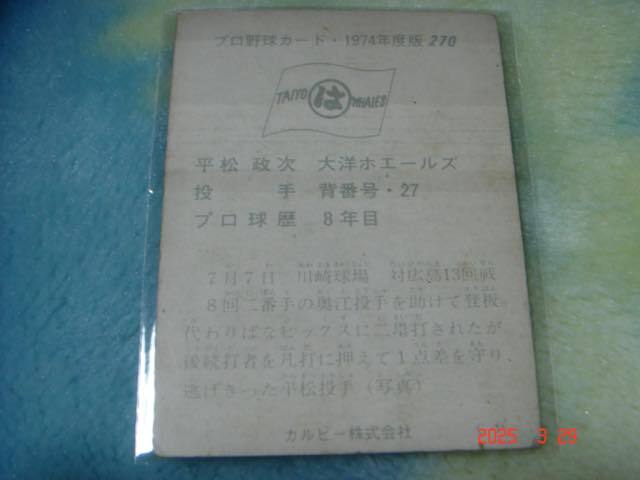 プロ野球カード・1974年度版 270
TAIYO は WHALES
平松政次 大洋ホエールズ
投手 背番号・27
プロ球歴 8年目
7月7日 川崎球場 対広島13回戦
8回二番手の奥江投手を助けて登板。
代わりばなヒックスに二塁打されたが
後続打者を凡打に押えて1点差を守り、
逃げきった平松投手(写真)
カルビー株式会社
2025 3 29